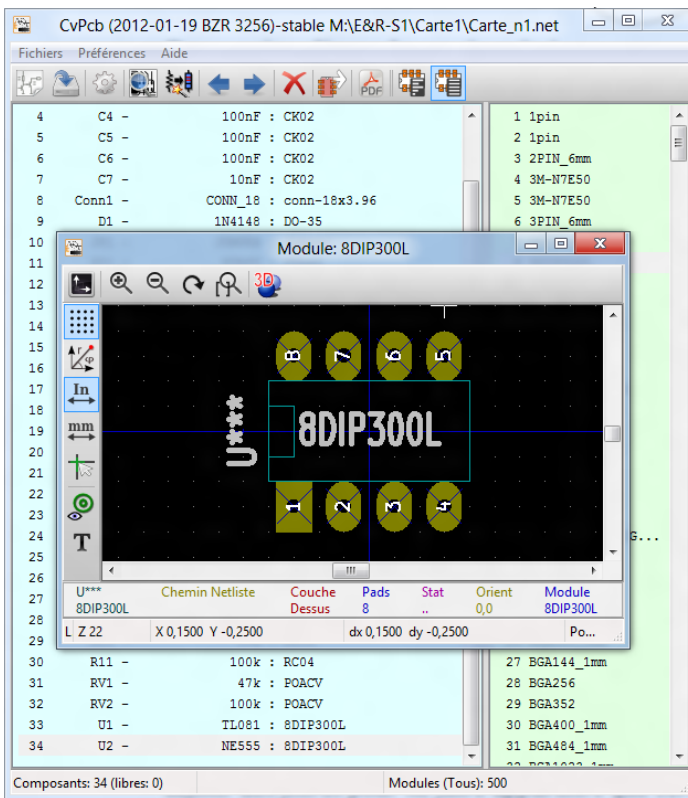 CvPcb (2012-01-19 BZR 3256)-stable M:\E&R-S1\Carte1\Carte_n1.net
Fichiers Préférences Aide
PDF
4 C4 - 100nF : CK02
5 C5 - 100nF : CK02
6 C6 - 100nF : CK02
7 C7 - 10nF : CK02
8 Conn1 - CONN_18 : conn-18x3.96
9 D1 - 1N4148 : DO-35
10
11
12
13
14
15
16
17
18
19
20
21
22
23
24
25
26
27
28
29
30 R11 - 100k : RC04
31 RV1 - 47k : POACV
32 RV2 - 100k : POACV
33 U1 - TL081 : 8DIP300L
34 U2 - NE555 : 8DIP300L
1 1pin
2 1pin
3 2PIN_6mm
4 3M-N7E50
5 3M-N7E50
6 3PIN_6mm
G...
27 BGA144_1mm
28 BGA256
29 BGA352
30 BGA400_1mm
31 BGA484_1mm
Module: 8DIP300L
3D
In
mm
T
8 7 6 5
U***
8DIP300L
1 2 3 4
U*** Chemin Netliste Couche Pads Stat Orient Module
8DIP300L Dessus 8 .. 0,0 8DIP300L
L Z 22 X 0,1500 Y -0,2500 dx 0,1500 dy -0,2500 Po...
Composants: 34 (libres: 0) Modules (Tous): 500